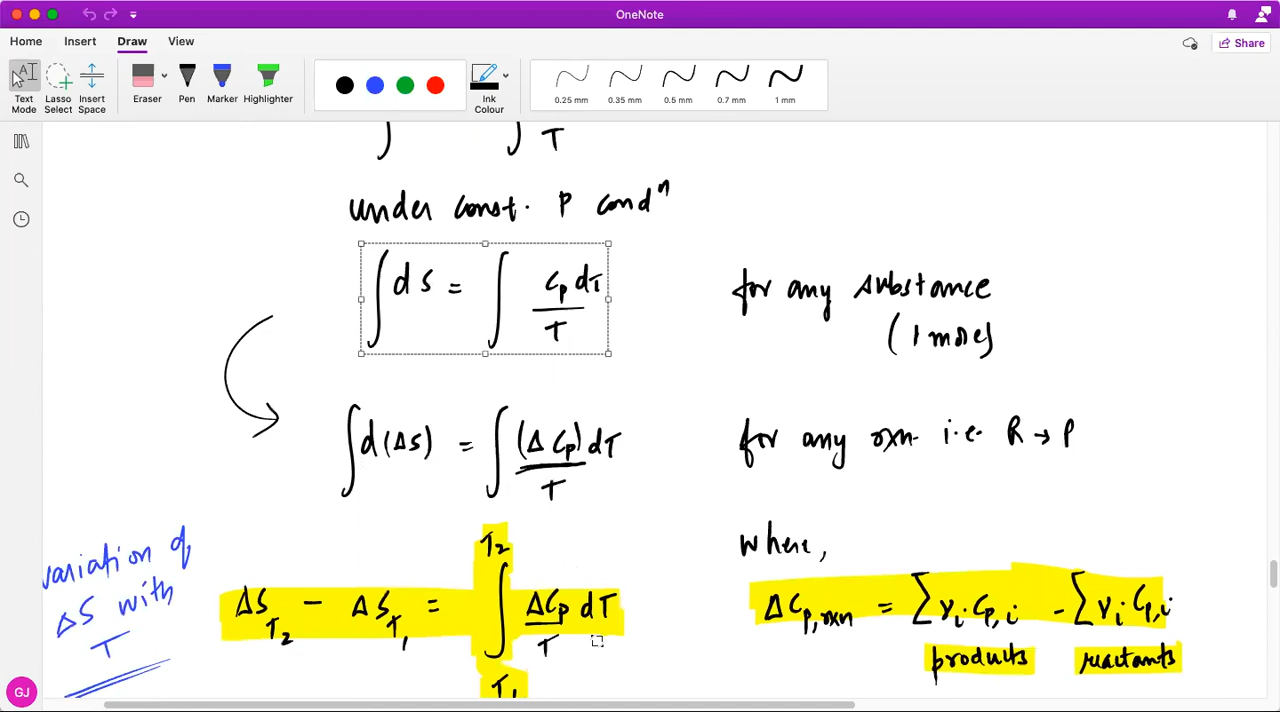 OneNote
Home Insert Draw View
Share
Text Mode
Lasso Select
Insert Space
Eraser
Pen
Marker
Highlighter
Ink Colour
0.25 mm
0.35 mm
0.5 mm
0.7 mm
1 mm
∫ ∫ T
under const. P condⁿ
∫ dS = ∫ Cp dT / T
for any substance
(1 mole)
∫ d(ΔS) = ∫ (ΔCp) dT / T
for any rxn i.e. R → P
variation of
ΔS with
T
ΔS_T₂ − ΔS_T₁ = ∫_T₁^T₂ ΔCp dT / T
where,
ΔCp,rxn = ∑ νi Cp,i − ∑ νi Cp,i
products reactants
GJ